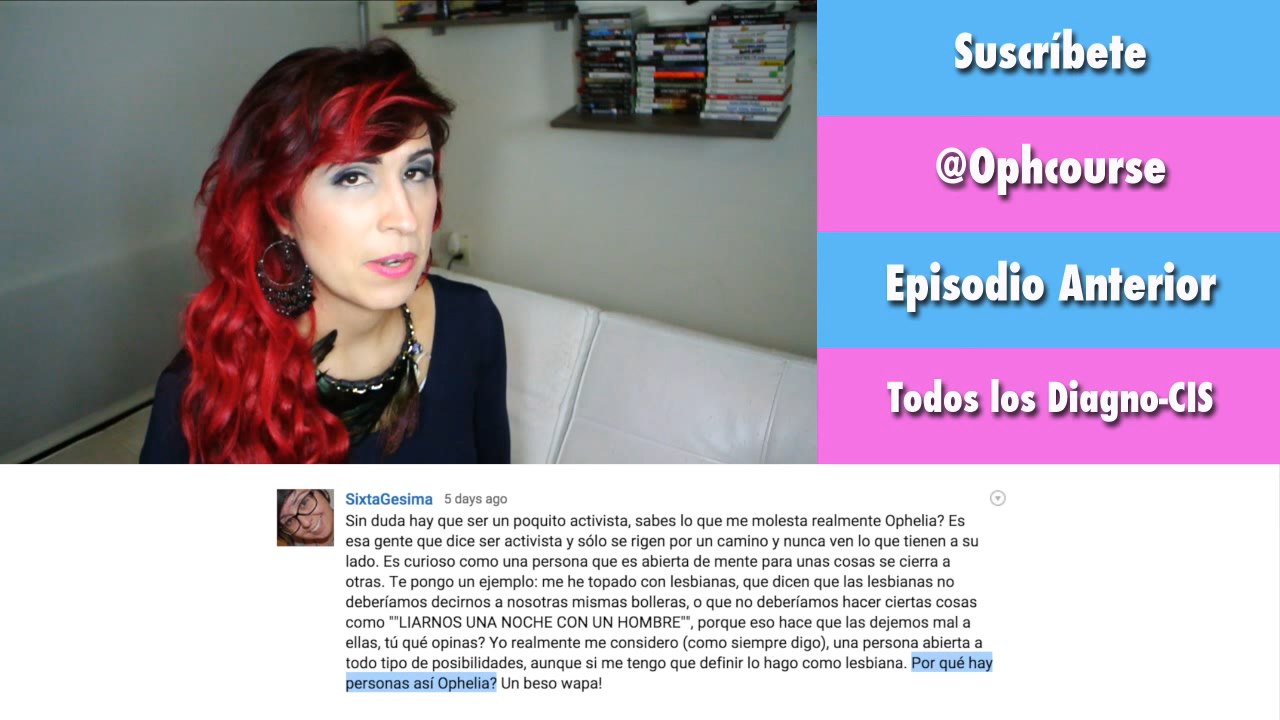 Suscríbete
@Ophcourse
Episodio Anterior
Todos los Diagno-CIS
SixtaGesima 5 days ago
Sin duda hay que ser un poquito activista, sabes lo que me molesta realmente Ophelia? Es
esa gente que dice ser activista y sólo se rigen por un camino y nunca ven lo que tienen a su
lado. Es curioso como una persona que es abierta de mente para unas cosas se cierra a
otras. Te pongo un ejemplo: me he topado con lesbianas, que dicen que las lesbianas no
deberíamos decirnos a nosotras mismas bolleras, o que no deberíamos hacer ciertas cosas
como ""LIARNOS UNA NOCHE CON UN HOMBRE"", porque eso hace que las dejemos mal a
ellas, tú qué opinas? Yo realmente me considero (como siempre digo), una persona abierta a
todo tipo de posibilidades, aunque si me tengo que definir lo hago como lesbiana. Por qué hay
personas así Ophelia? Un beso wapa!